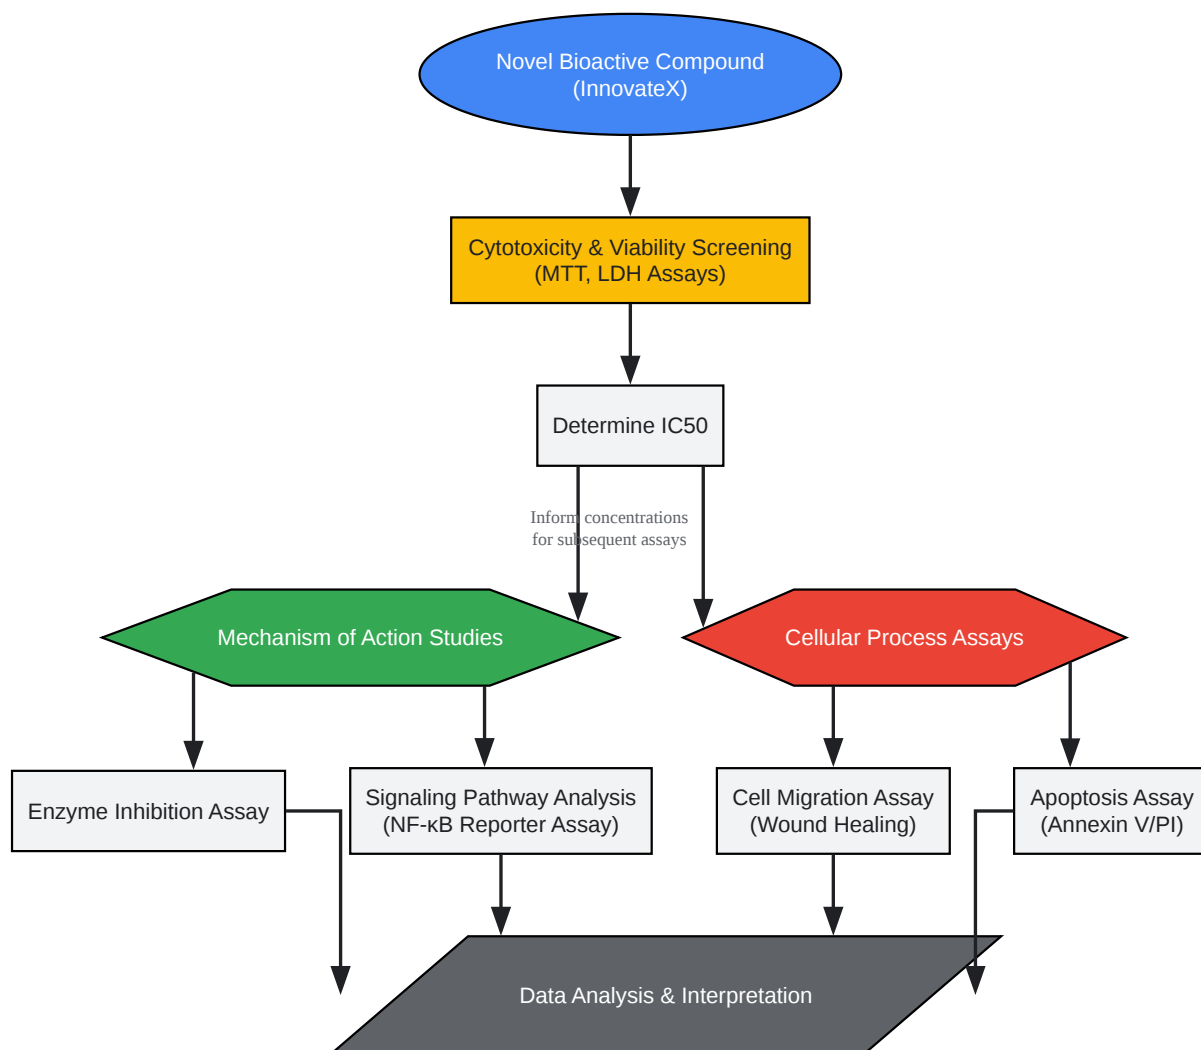 Novel Bioactive Compound
(InnovateX)
Cytotoxicity & Viability Screening
(MTT, LDH Assays)
Determine IC50
Inform concentrations
for subsequent assays
Mechanism of Action Studies
Cellular Process Assays
Enzyme Inhibition Assay
Signaling Pathway Analysis
(NF-κB Reporter Assay)
Cell Migration Assay
(Wound Healing)
Apoptosis Assay
(Annexin V/PI)
Data Analysis & Interpretation